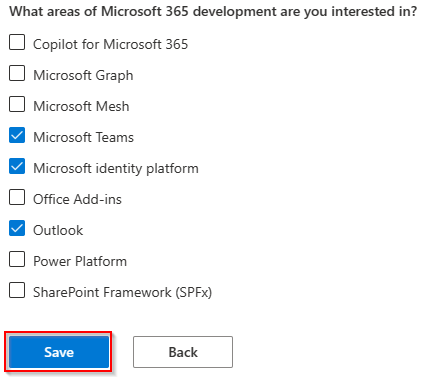 What areas of Microsoft 365 development are you interested in?
Copilot for Microsoft 365
Microsoft Graph
Microsoft Mesh
Microsoft Teams
Microsoft identity platform
Office Add-ins
Outlook
Power Platform
SharePoint Framework (SPFx)
Save Back